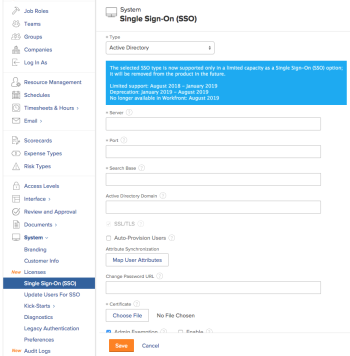 Job Roles
Teams
Groups
Companies
Log In As
Resource Management
Schedules
Timesheets & Hours >
Email >
Scorecards
Expense Types
Risk Types
Access Levels
Interface >
Review and Approval
Documents >
System
Branding
Customer Info
New Licenses
Single Sign-On (SSO)
Update Users For SSO
Kick-Starts >
Diagnostics
Legacy Authentication
Preferences
New Audit Logs
System
Single Sign-On (SSO)
* Type
Active Directory
The selected SSO type is now supported only in a limited capacity as a Single Sign-On (SSO) option;
it will be removed from the product in the future.
Limited support: August 2018 - January 2019
Deprecation: January 2019 - August 2019
No longer available in Workfront: August 2019
* Server ?
* Port ?
* Search Base ?
Active Directory Domain ?
SSL/TLS ?
Auto-Provision Users ?
Attribute Synchronization
Map User Attributes
Change Password URL ?
* Certificate ?
Choose File No File Chosen
Admin Exemption ? Enable ?
Save Cancel